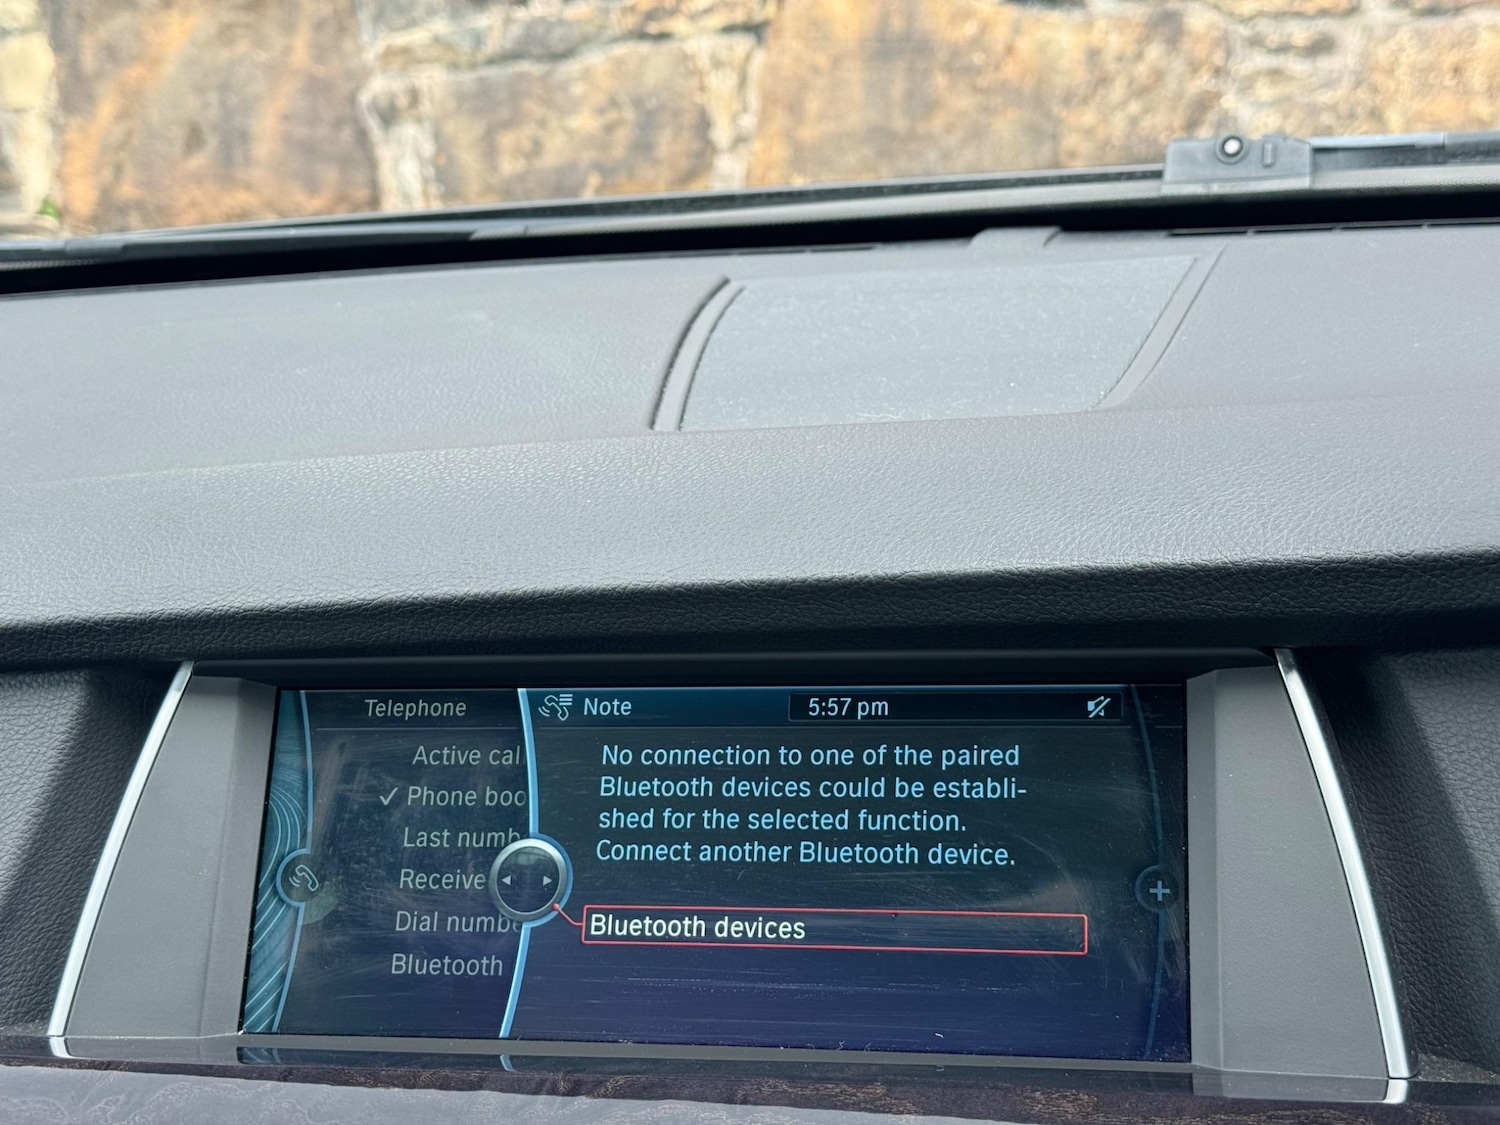 Telephone
Note
5:57 pm
Active cal
Phone boo
Last numb
Receive
Dial numbe
Bluetooth
No connection to one of the paired
Bluetooth devices could be establi-
shed for the selected function.
Connect another Bluetooth device.
Bluetooth devices